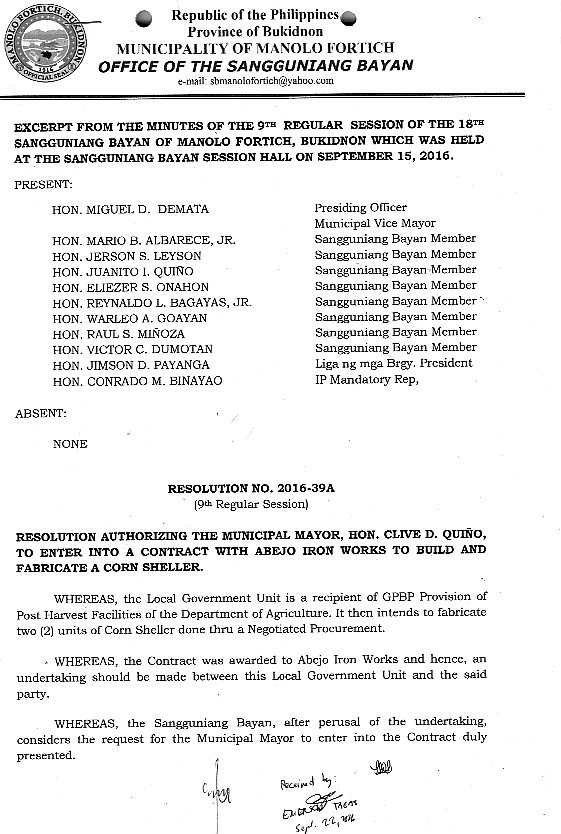 Republic of the Philippines
Province of Bukidnon
MUNICIPALITY OF MANOLO FORTICH
OFFICE OF THE SANGGUNIANG BAYAN
e-mail: sbmanolofortich@yahoo.com
MANOLO FORTICH, BUKIDNON
1914
OFFICIAL SEAL
EXCERPT FROM THE MINUTES OF THE 9TH REGULAR SESSION OF THE 18TH
SANGGUNIANG BAYAN OF MANOLO FORTICH, BUKIDNON WHICH WAS HELD
AT THE SANGGUNIANG BAYAN SESSION HALL ON SEPTEMBER 15, 2016.
PRESENT:
HON. MIGUEL D. DEMATA Presiding Officer
Municipal Vice Mayor
HON. MARIO B. ALBARECE, JR. Sangguniang Bayan Member
HON. JERSON S. LEYSON Sangguniang Bayan Member
HON. JUANITO I. QUIÑO Sangguniang Bayan Member
HON. ELIEZER S. ONAHON Sangguniang Bayan Member
HON. REYNALDO L. BAGAYAS, JR. Sangguniang Bayan Member
HON. WARLEO A. GOAYAN Sangguniang Bayan Member
HON. RAUL S. MIÑOZA Sangguniang Bayan Member
HON. VICTOR C. DUMOTAN Sangguniang Bayan Member
HON. JIMSON D. PAYANGA Liga ng mga Brgy. President
HON. CONRADO M. BINAYAO IP Mandatory Rep,
ABSENT:
NONE
RESOLUTION NO. 2016-39A
(9th Regular Session)
RESOLUTION AUTHORIZING THE MUNICIPAL MAYOR, HON. CLIVE D. QUIÑO,
TO ENTER INTO A CONTRACT WITH ABEJO IRON WORKS TO BUILD AND
FABRICATE A CORN SHELLER.
WHEREAS, the Local Government Unit is a recipient of GPBP Provision of
Post Harvest Facilities of the Department of Agriculture. It then intends to fabricate
two (2) units of Corn Sheller done thru a Negotiated Procurement.
WHEREAS, the Contract was awarded to Abejo Iron Works and hence, an
undertaking should be made between this Local Government Unit and the said
party.
WHEREAS, the Sangguniang Bayan, after perusal of the undertaking,
considers the request for the Municipal Mayor to enter into the Contract duly
presented.
Received by:
Sept. 22, 2016